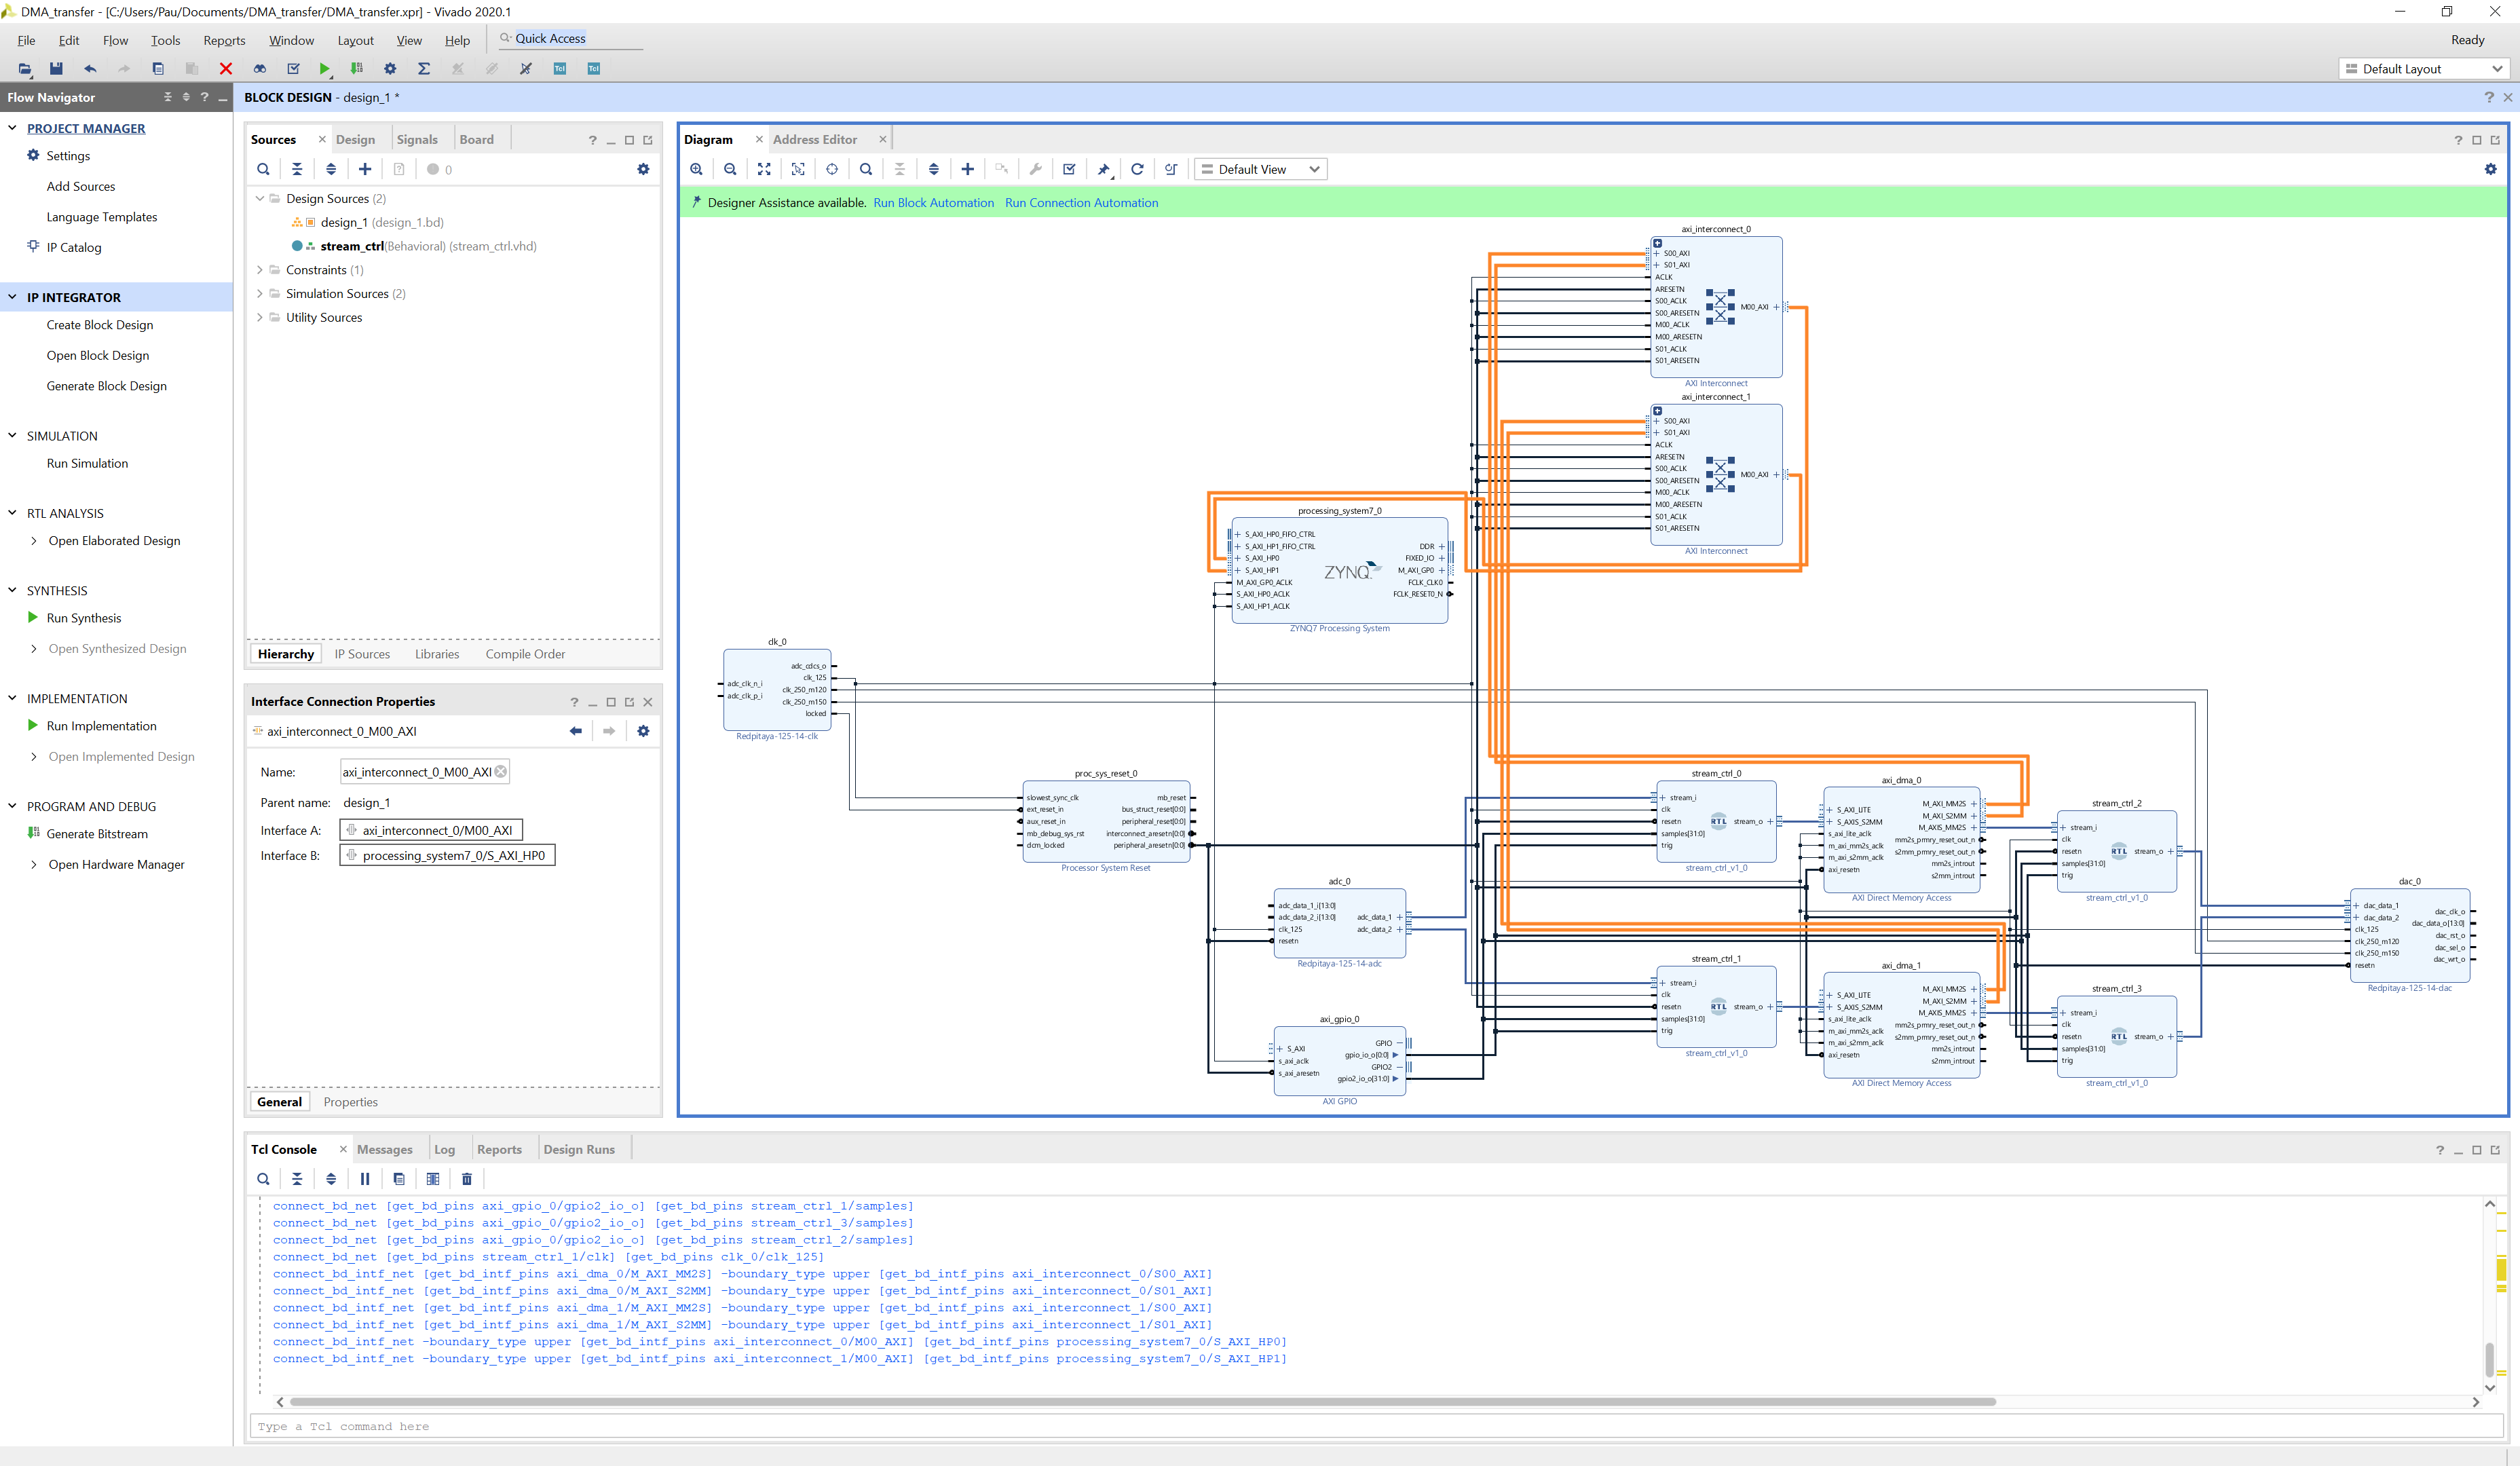 DMA_transfer - [C:/Users/Pau/Documents/DMA_transfer/DMA_transfer.xpr] - Vivado 2020.1
File Edit Flow Tools Reports Window Layout View Help Quick Access Ready
Tcl Tcl Default Layout
Flow Navigator
PROJECT MANAGER
Settings
Add Sources
Language Templates
IP Catalog
IP INTEGRATOR
Create Block Design
Open Block Design
Generate Block Design
SIMULATION
Run Simulation
RTL ANALYSIS
Open Elaborated Design
SYNTHESIS
Run Synthesis
Open Synthesized Design
IMPLEMENTATION
Run Implementation
Open Implemented Design
PROGRAM AND DEBUG
Generate Bitstream
Open Hardware Manager
BLOCK DESIGN - design_1 *
Sources Design Signals Board
0
Design Sources (2)
design_1 (design_1.bd)
stream_ctrl(Behavioral) (stream_ctrl.vhd)
Constraints (1)
Simulation Sources (2)
Utility Sources
Hierarchy IP Sources Libraries Compile Order
Interface Connection Properties
axi_interconnect_0_M00_AXI
Name: axi_interconnect_0_M00_AXI
Parent name: design_1
Interface A: axi_interconnect_0/M00_AXI
Interface B: processing_system7_0/S_AXI_HP0
General Properties
Diagram Address Editor
Default View
Designer Assistance available. Run Block Automation Run Connection Automation
axi_interconnect_0
S00_AXI
S01_AXI
ACLK
ARESETN
S00_ACLK
S00_ARESETN
M00_ACLK
M00_ARESETN
S01_ACLK
S01_ARESETN
M00_AXI
AXI Interconnect
axi_interconnect_1
S00_AXI
S01_AXI
ACLK
ARESETN
S00_ACLK
S00_ARESETN
M00_ACLK
M00_ARESETN
S01_ACLK
S01_ARESETN
M00_AXI
AXI Interconnect
processing_system7_0
S_AXI_HP0_FIFO_CTRL
S_AXI_HP1_FIFO_CTRL
S_AXI_HP0
S_AXI_HP1
M_AXI_GP0_ACLK
S_AXI_HP0_ACLK
S_AXI_HP1_ACLK
ZYNQ
DDR
FIXED_IO
M_AXI_GP0
FCLK_CLK0
FCLK_RESET0_N
ZYNQ7 Processing System
clk_0
adc_clk_n_i
adc_clk_p_i
adc_cdcs_o
clk_125
clk_250_m120
clk_250_m150
locked
Redpitaya-125-14-clk
proc_sys_reset_0
slowest_sync_clk
ext_reset_in
aux_reset_in
mb_debug_sys_rst
dcm_locked
mb_reset
bus_struct_reset[0:0]
peripheral_reset[0:0]
interconnect_aresetn[0:0]
peripheral_aresetn[0:0]
Processor System Reset
adc_0
adc_data_1_i[13:0]
adc_data_2_i[13:0]
clk_125
resetn
adc_data_1
adc_data_2
Redpitaya-125-14-adc
axi_gpio_0
S_AXI
s_axi_aclk
s_axi_aresetn
GPIO
gpio_io_o[0:0]
GPIO2
gpio2_io_o[31:0]
AXI GPIO
stream_ctrl_0
stream_i
clk
resetn
samples[31:0]
trig
RTL
stream_o
stream_ctrl_v1_0
stream_ctrl_1
stream_i
clk
resetn
samples[31:0]
trig
RTL
stream_o
stream_ctrl_v1_0
axi_dma_0
S_AXI_LITE
S_AXIS_S2MM
s_axi_lite_aclk
m_axi_mm2s_aclk
m_axi_s2mm_aclk
axi_resetn
M_AXI_MM2S
M_AXI_S2MM
M_AXIS_MM2S
mm2s_prmry_reset_out_n
s2mm_prmry_reset_out_n
mm2s_introut
s2mm_introut
AXI Direct Memory Access
axi_dma_1
S_AXI_LITE
S_AXIS_S2MM
s_axi_lite_aclk
m_axi_mm2s_aclk
m_axi_s2mm_aclk
axi_resetn
M_AXI_MM2S
M_AXI_S2MM
M_AXIS_MM2S
mm2s_prmry_reset_out_n
s2mm_prmry_reset_out_n
mm2s_introut
s2mm_introut
AXI Direct Memory Access
stream_ctrl_2
stream_i
clk
resetn
samples[31:0]
trig
RTL
stream_o
stream_ctrl_v1_0
stream_ctrl_3
stream_i
clk
resetn
samples[31:0]
trig
RTL
stream_o
stream_ctrl_v1_0
dac_0
dac_data_1
dac_data_2
clk_125
clk_250_m120
clk_250_m150
resetn
dac_clk_o
dac_data_o[13:0]
dac_rst_o
dac_sel_o
dac_wrt_o
Redpitaya-125-14-dac
Tcl Console Messages Log Reports Design Runs
connect_bd_net [get_bd_pins axi_gpio_0/gpio2_io_o] [get_bd_pins stream_ctrl_1/samples]
connect_bd_net [get_bd_pins axi_gpio_0/gpio2_io_o] [get_bd_pins stream_ctrl_3/samples]
connect_bd_net [get_bd_pins axi_gpio_0/gpio2_io_o] [get_bd_pins stream_ctrl_2/samples]
connect_bd_net [get_bd_pins stream_ctrl_1/clk] [get_bd_pins clk_0/clk_125]
connect_bd_intf_net [get_bd_intf_pins axi_dma_0/M_AXI_MM2S] -boundary_type upper [get_bd_intf_pins axi_interconnect_0/S00_AXI]
connect_bd_intf_net [get_bd_intf_pins axi_dma_0/M_AXI_S2MM] -boundary_type upper [get_bd_intf_pins axi_interconnect_0/S01_AXI]
connect_bd_intf_net [get_bd_intf_pins axi_dma_1/M_AXI_MM2S] -boundary_type upper [get_bd_intf_pins axi_interconnect_1/S00_AXI]
connect_bd_intf_net [get_bd_intf_pins axi_dma_1/M_AXI_S2MM] -boundary_type upper [get_bd_intf_pins axi_interconnect_1/S01_AXI]
connect_bd_intf_net -boundary_type upper [get_bd_intf_pins axi_interconnect_0/M00_AXI] [get_bd_intf_pins processing_system7_0/S_AXI_HP0]
connect_bd_intf_net -boundary_type upper [get_bd_intf_pins axi_interconnect_1/M00_AXI] [get_bd_intf_pins processing_system7_0/S_AXI_HP1]
Type a Tcl command here